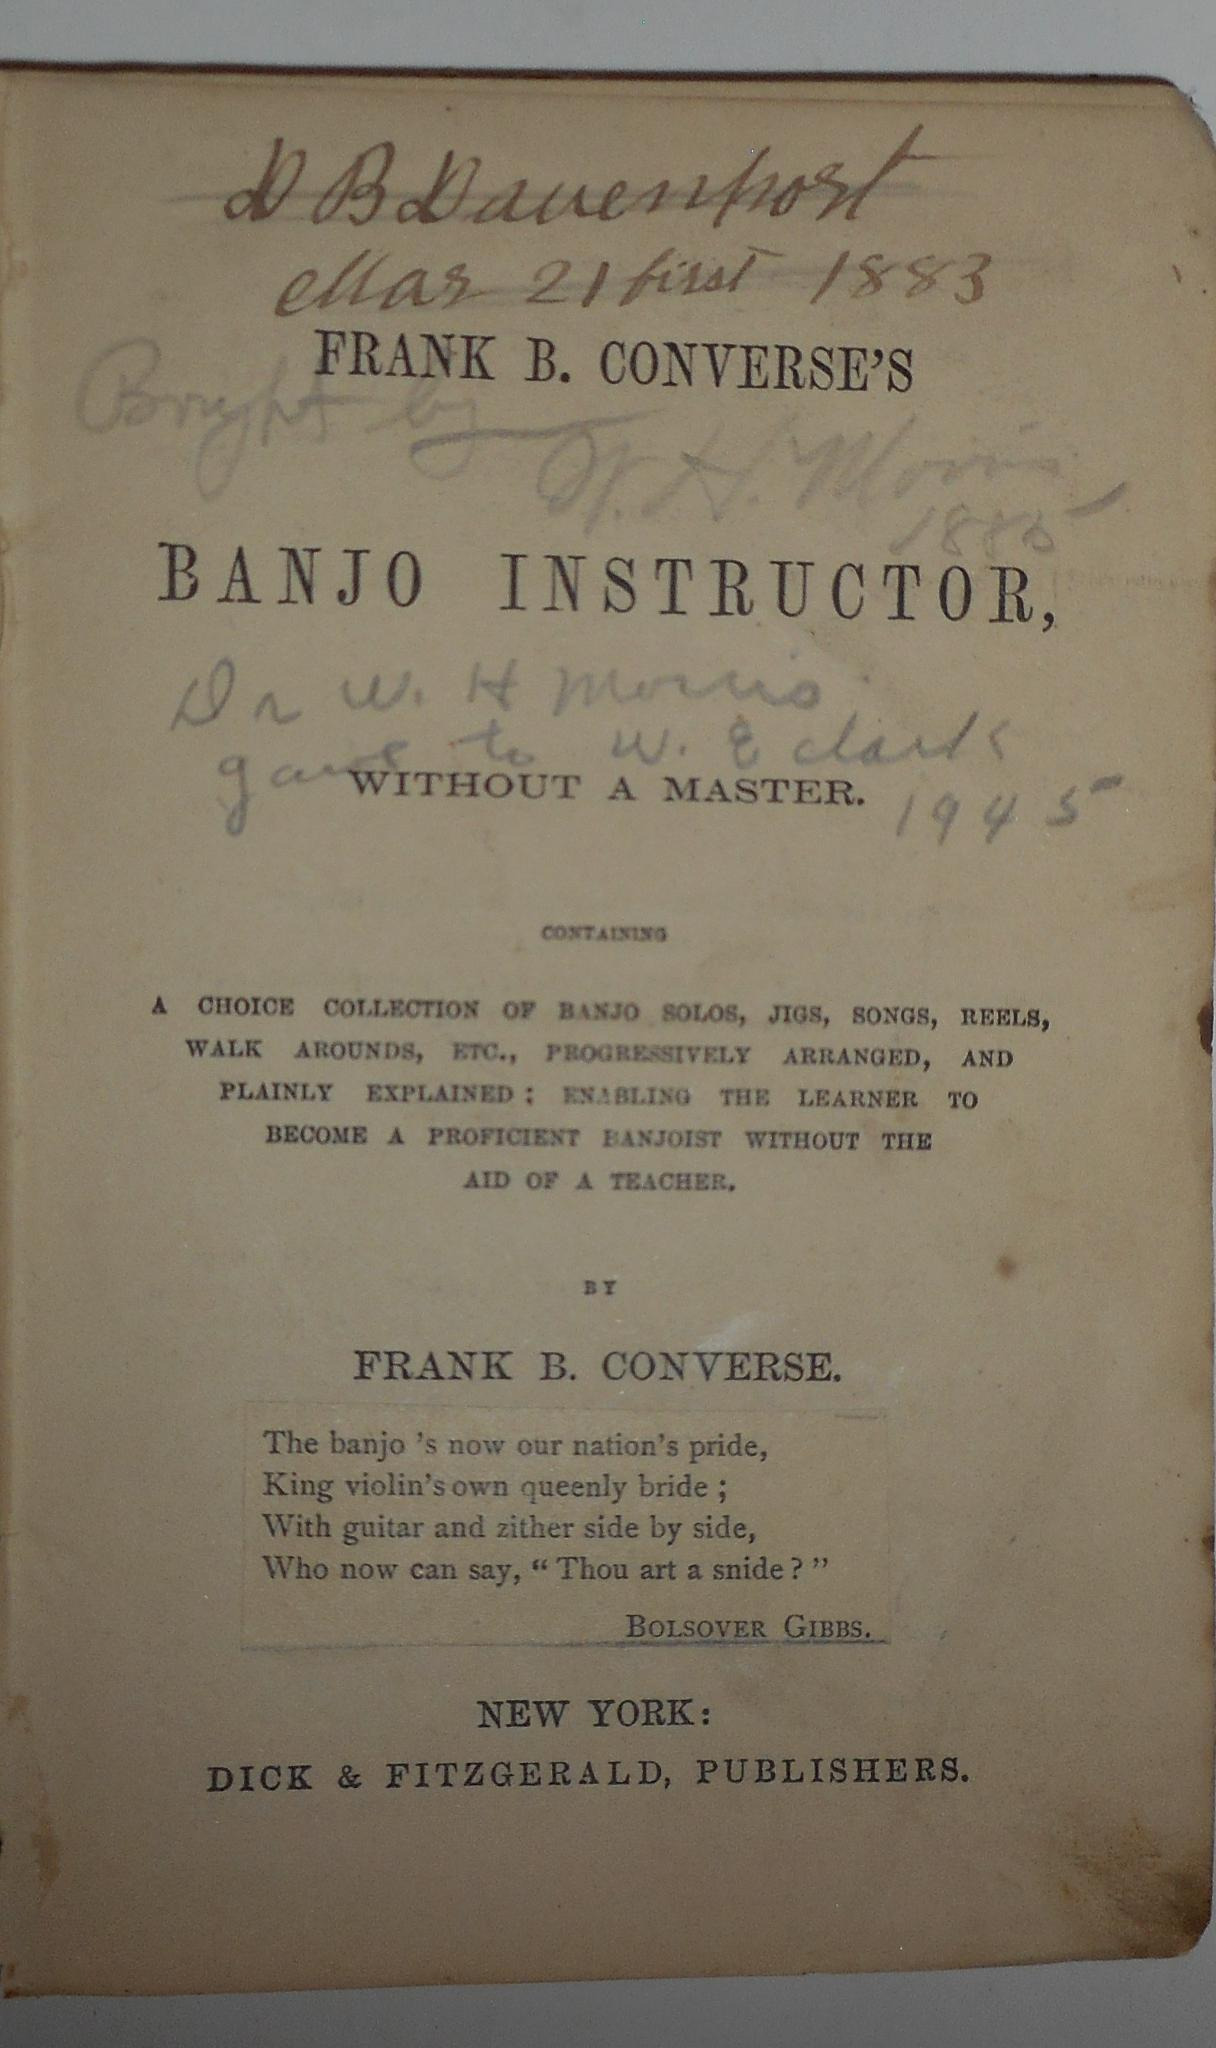 D B Davenport
Mar 21 first 1883
FRANK B. CONVERSE'S
Bought by
W. H. Morris
1885
BANJO INSTRUCTOR,
Dr W. H Morris
gave to W. E Clark
WITHOUT A MASTER.
1945
CONTAINING
A CHOICE COLLECTION OF BANJO SOLOS, JIGS, SONGS, REELS,
WALK AROUNDS, ETC., PROGRESSIVELY ARRANGED, AND
PLAINLY EXPLAINED; ENABLING THE LEARNER TO
BECOME A PROFICIENT BANJOIST WITHOUT THE
AID OF A TEACHER.
BY
FRANK B. CONVERSE.
The banjo 's now our nation's pride,
King violin's own queenly bride;
With guitar and zither side by side,
Who now can say, “Thou art a snide?”
BOLSOVER GIBBS.
NEW YORK:
DICK & FITZGERALD, PUBLISHERS.